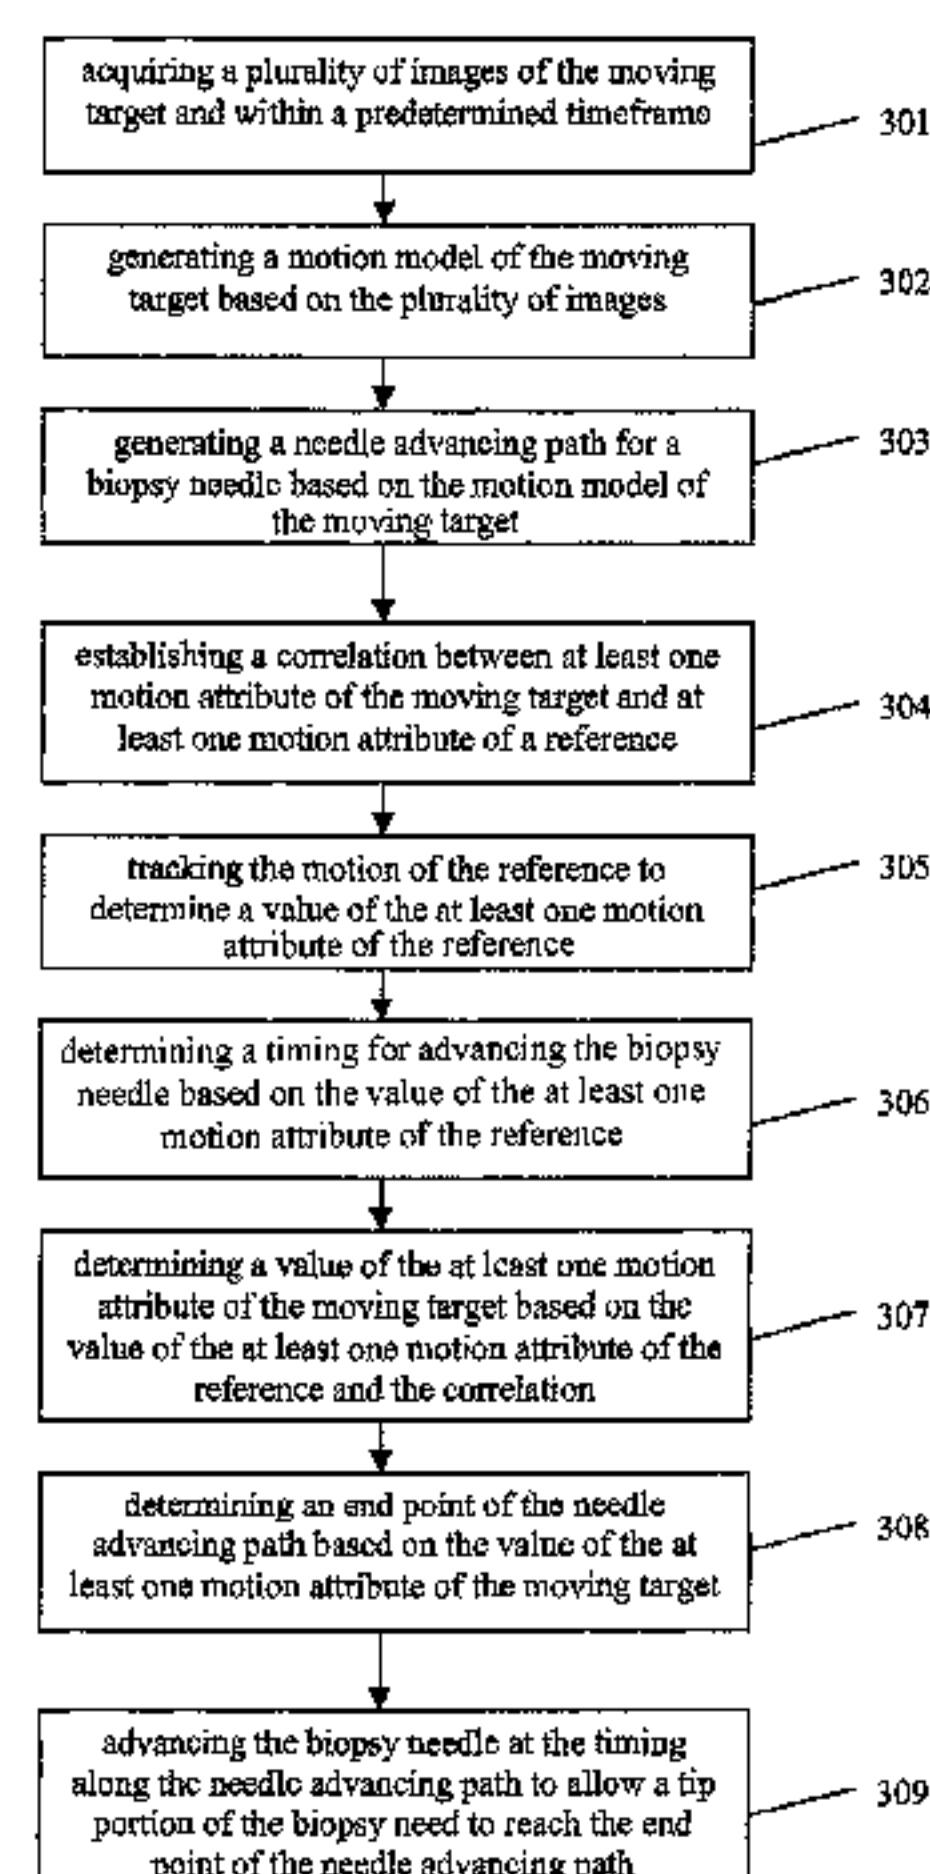 acquiring a plurality of images of the moving
target and within a predetermined timeframe
301
generating a motion model of the moving
target based on the plurality of images
302
generating a needle advancing path for a
biopsy needle based on the motion model of
the moving target
303
establishing a correlation between at least one
motion attribute of the moving target and at
least one motion attribute of a reference
304
tracking the motion of the reference to
determine a value of the at least one motion
attribute of the reference
305
determining a timing for advancing the biopsy
needle based on the value of the at least one
motion attribute of the reference
306
determining a value of the at least one motion
attribute of the moving target based on the
value of the at least one motion attribute of the
reference and the correlation
307
determining an end point of the needle
advancing path based on the value of the at
least one motion attribute of the moving target
308
advancing the biopsy needle at the timing
along the needle advancing path to allow a tip
portion of the biopsy need to reach the end
point of the needle advancing path
309